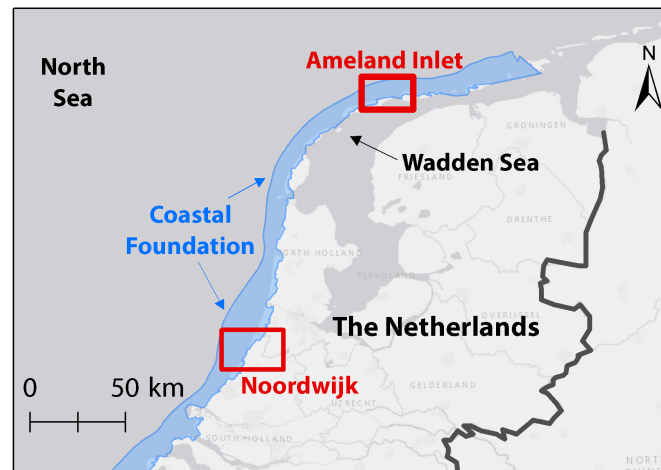 North
Sea
Ameland Inlet
N
GRONINGEN
Wadden Sea
FRIESLAND
Coastal
Foundation
DRENTHE
NORTH HOLLAND
FLEVOLAND
OVERIJSSEL
The Netherlands
0 50 km
Noordwijk
GELDERLAND
UTRECHT
SOUTH HOLLAND
NORTH